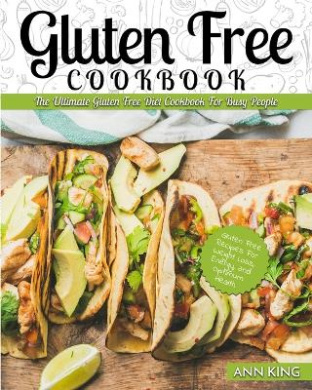 Gluten Free
COOKBOOK
The Ultimate Gluten Free Diet Cookbook For Busy People
Gluten Free
Recipes For
Weight Loss,
Energy and
Optimum
Health
ANN KING